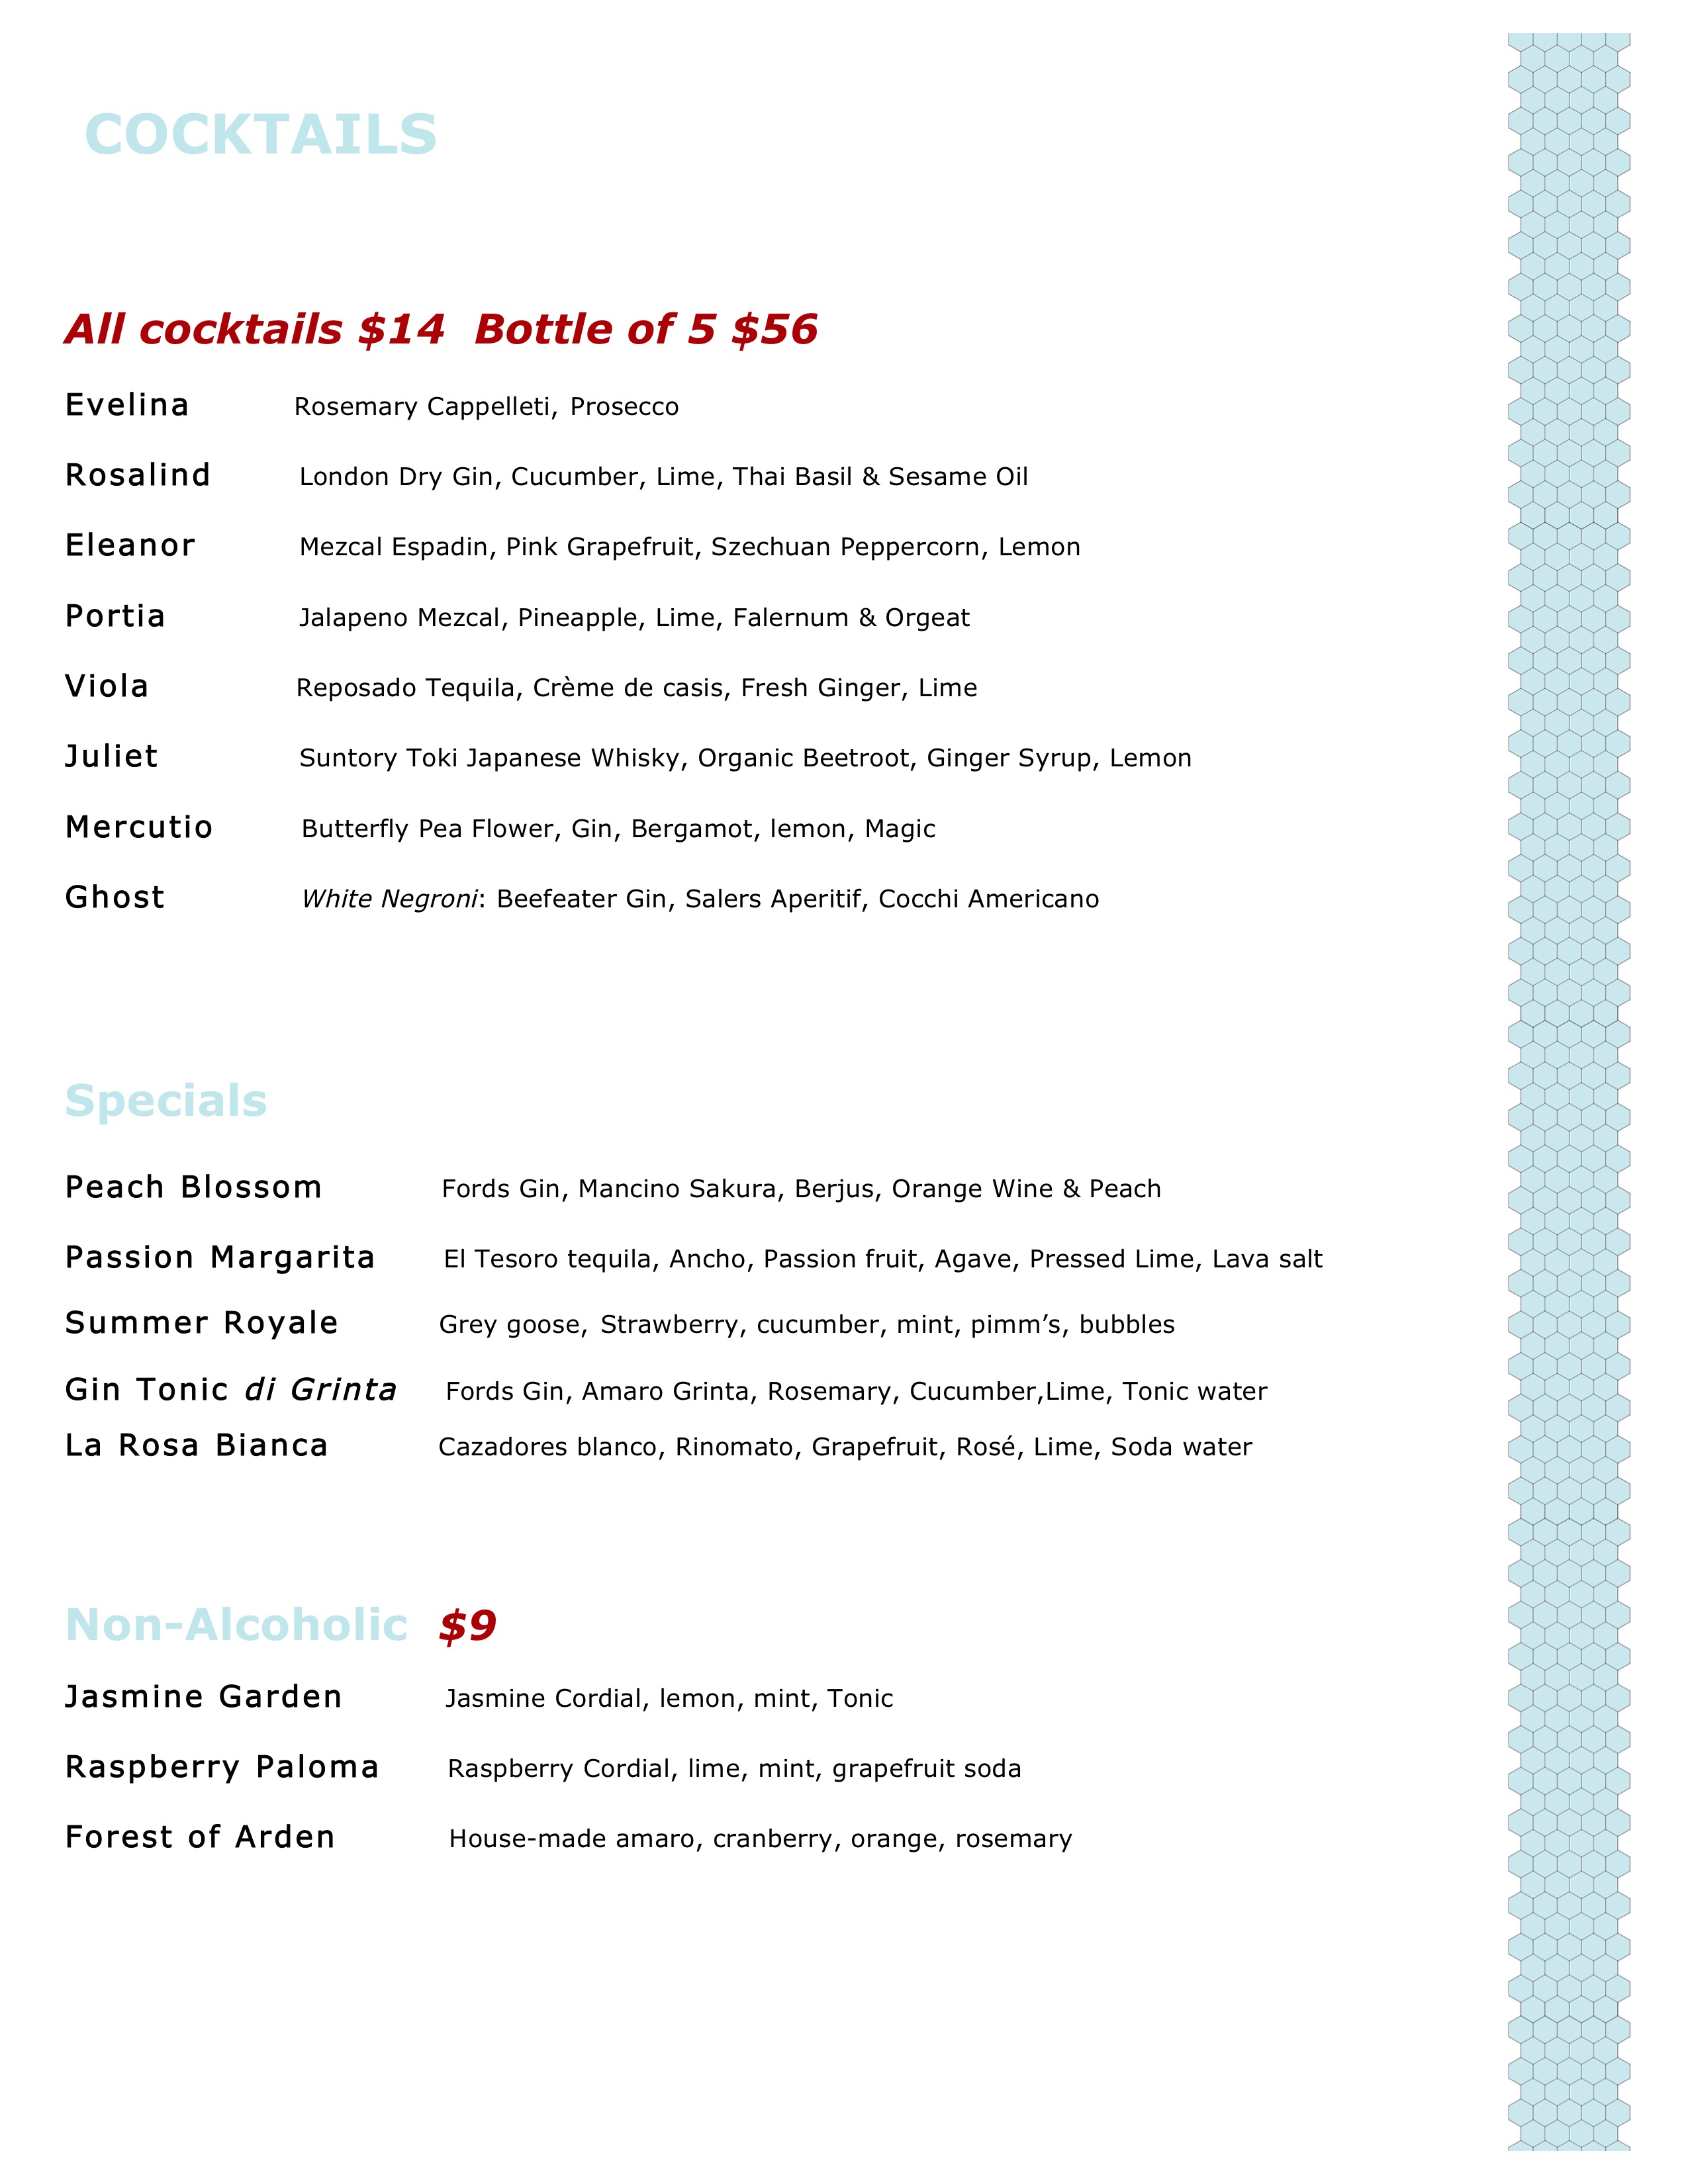 COCKTAILS
All cocktails $14 Bottle of 5 $56
Evelina Rosemary Cappelleti, Prosecco
Rosalind London Dry Gin, Cucumber, Lime, Thai Basil & Sesame Oil
Eleanor Mezcal Espadin, Pink Grapefruit, Szechuan Peppercorn, Lemon
Portia Jalapeno Mezcal, Pineapple, Lime, Falernum & Orgeat
Viola Reposado Tequila, Crème de casis, Fresh Ginger, Lime
Juliet Suntory Toki Japanese Whisky, Organic Beetroot, Ginger Syrup, Lemon
Mercutio Butterfly Pea Flower, Gin, Bergamot, lemon, Magic
Ghost White Negroni: Beefeater Gin, Salers Aperitif, Cocchi Americano
Specials
Peach Blossom Fords Gin, Mancino Sakura, Berjus, Orange Wine & Peach
Passion Margarita El Tesoro tequila, Ancho, Passion fruit, Agave, Pressed Lime, Lava salt
Summer Royale Grey goose, Strawberry, cucumber, mint, pimm’s, bubbles
Gin Tonic di Grinta Fords Gin, Amaro Grinta, Rosemary, Cucumber,Lime, Tonic water
La Rosa Bianca Cazadores blanco, Rinomato, Grapefruit, Rosé, Lime, Soda water
Non-Alcoholic $9
Jasmine Garden Jasmine Cordial, lemon, mint, Tonic
Raspberry Paloma Raspberry Cordial, lime, mint, grapefruit soda
Forest of Arden House-made amaro, cranberry, orange, rosemary